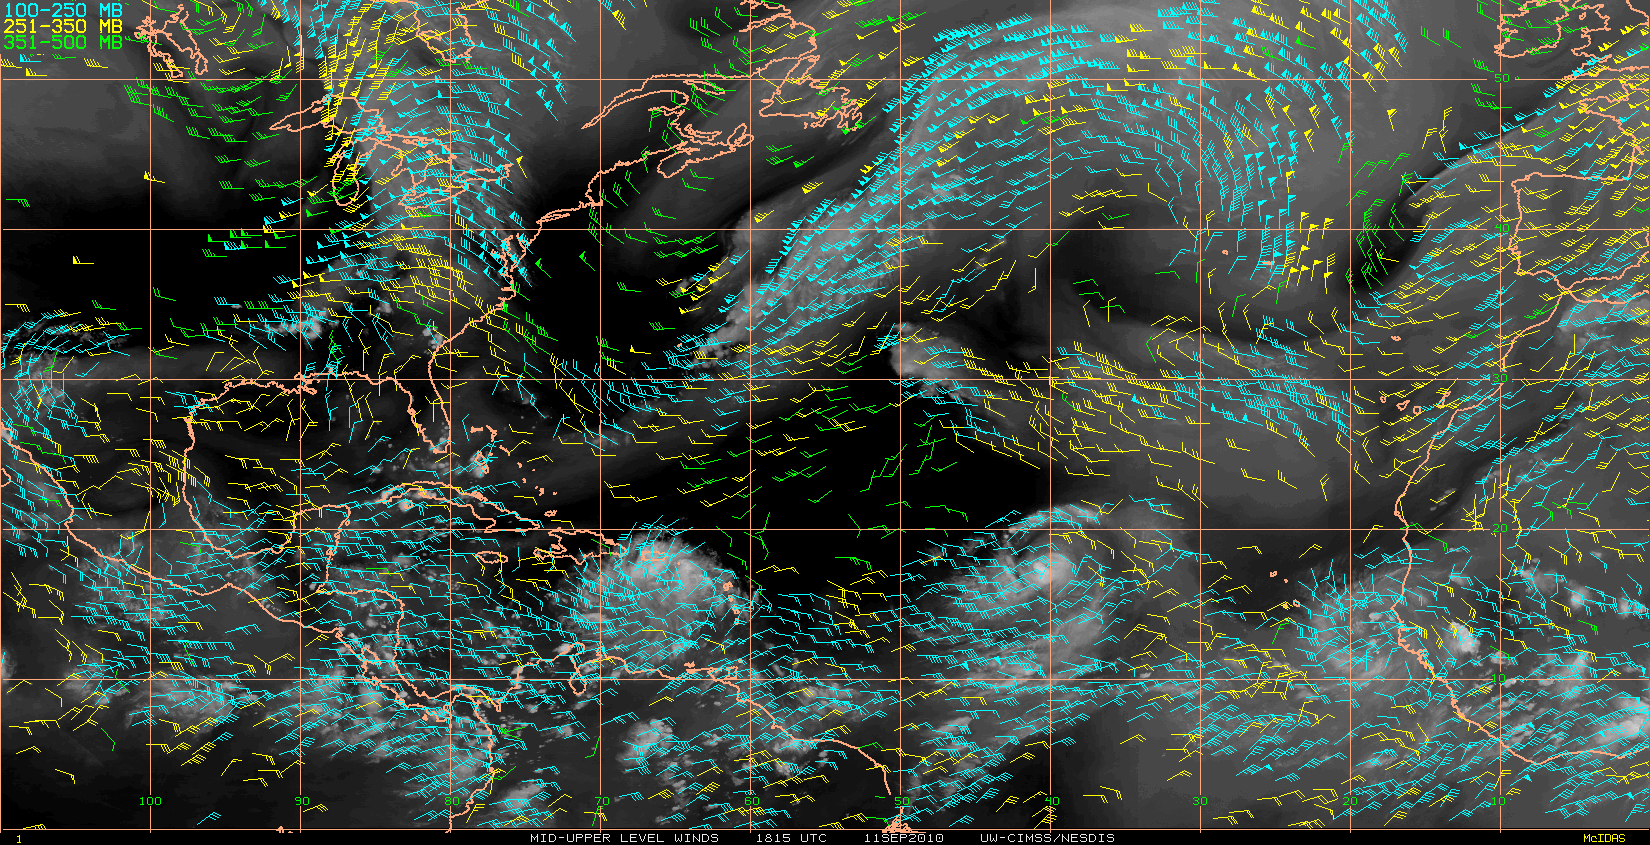 100-250 MB
251-350 MB
351-500 MB
50
40
30
20
10
100 90 80 70 60 50 40 30 20 10
1 MID-UPPER LEVEL WINDS 1815 UTC 11SEP2010 UW-CIMSS/NESDIS McIDAS